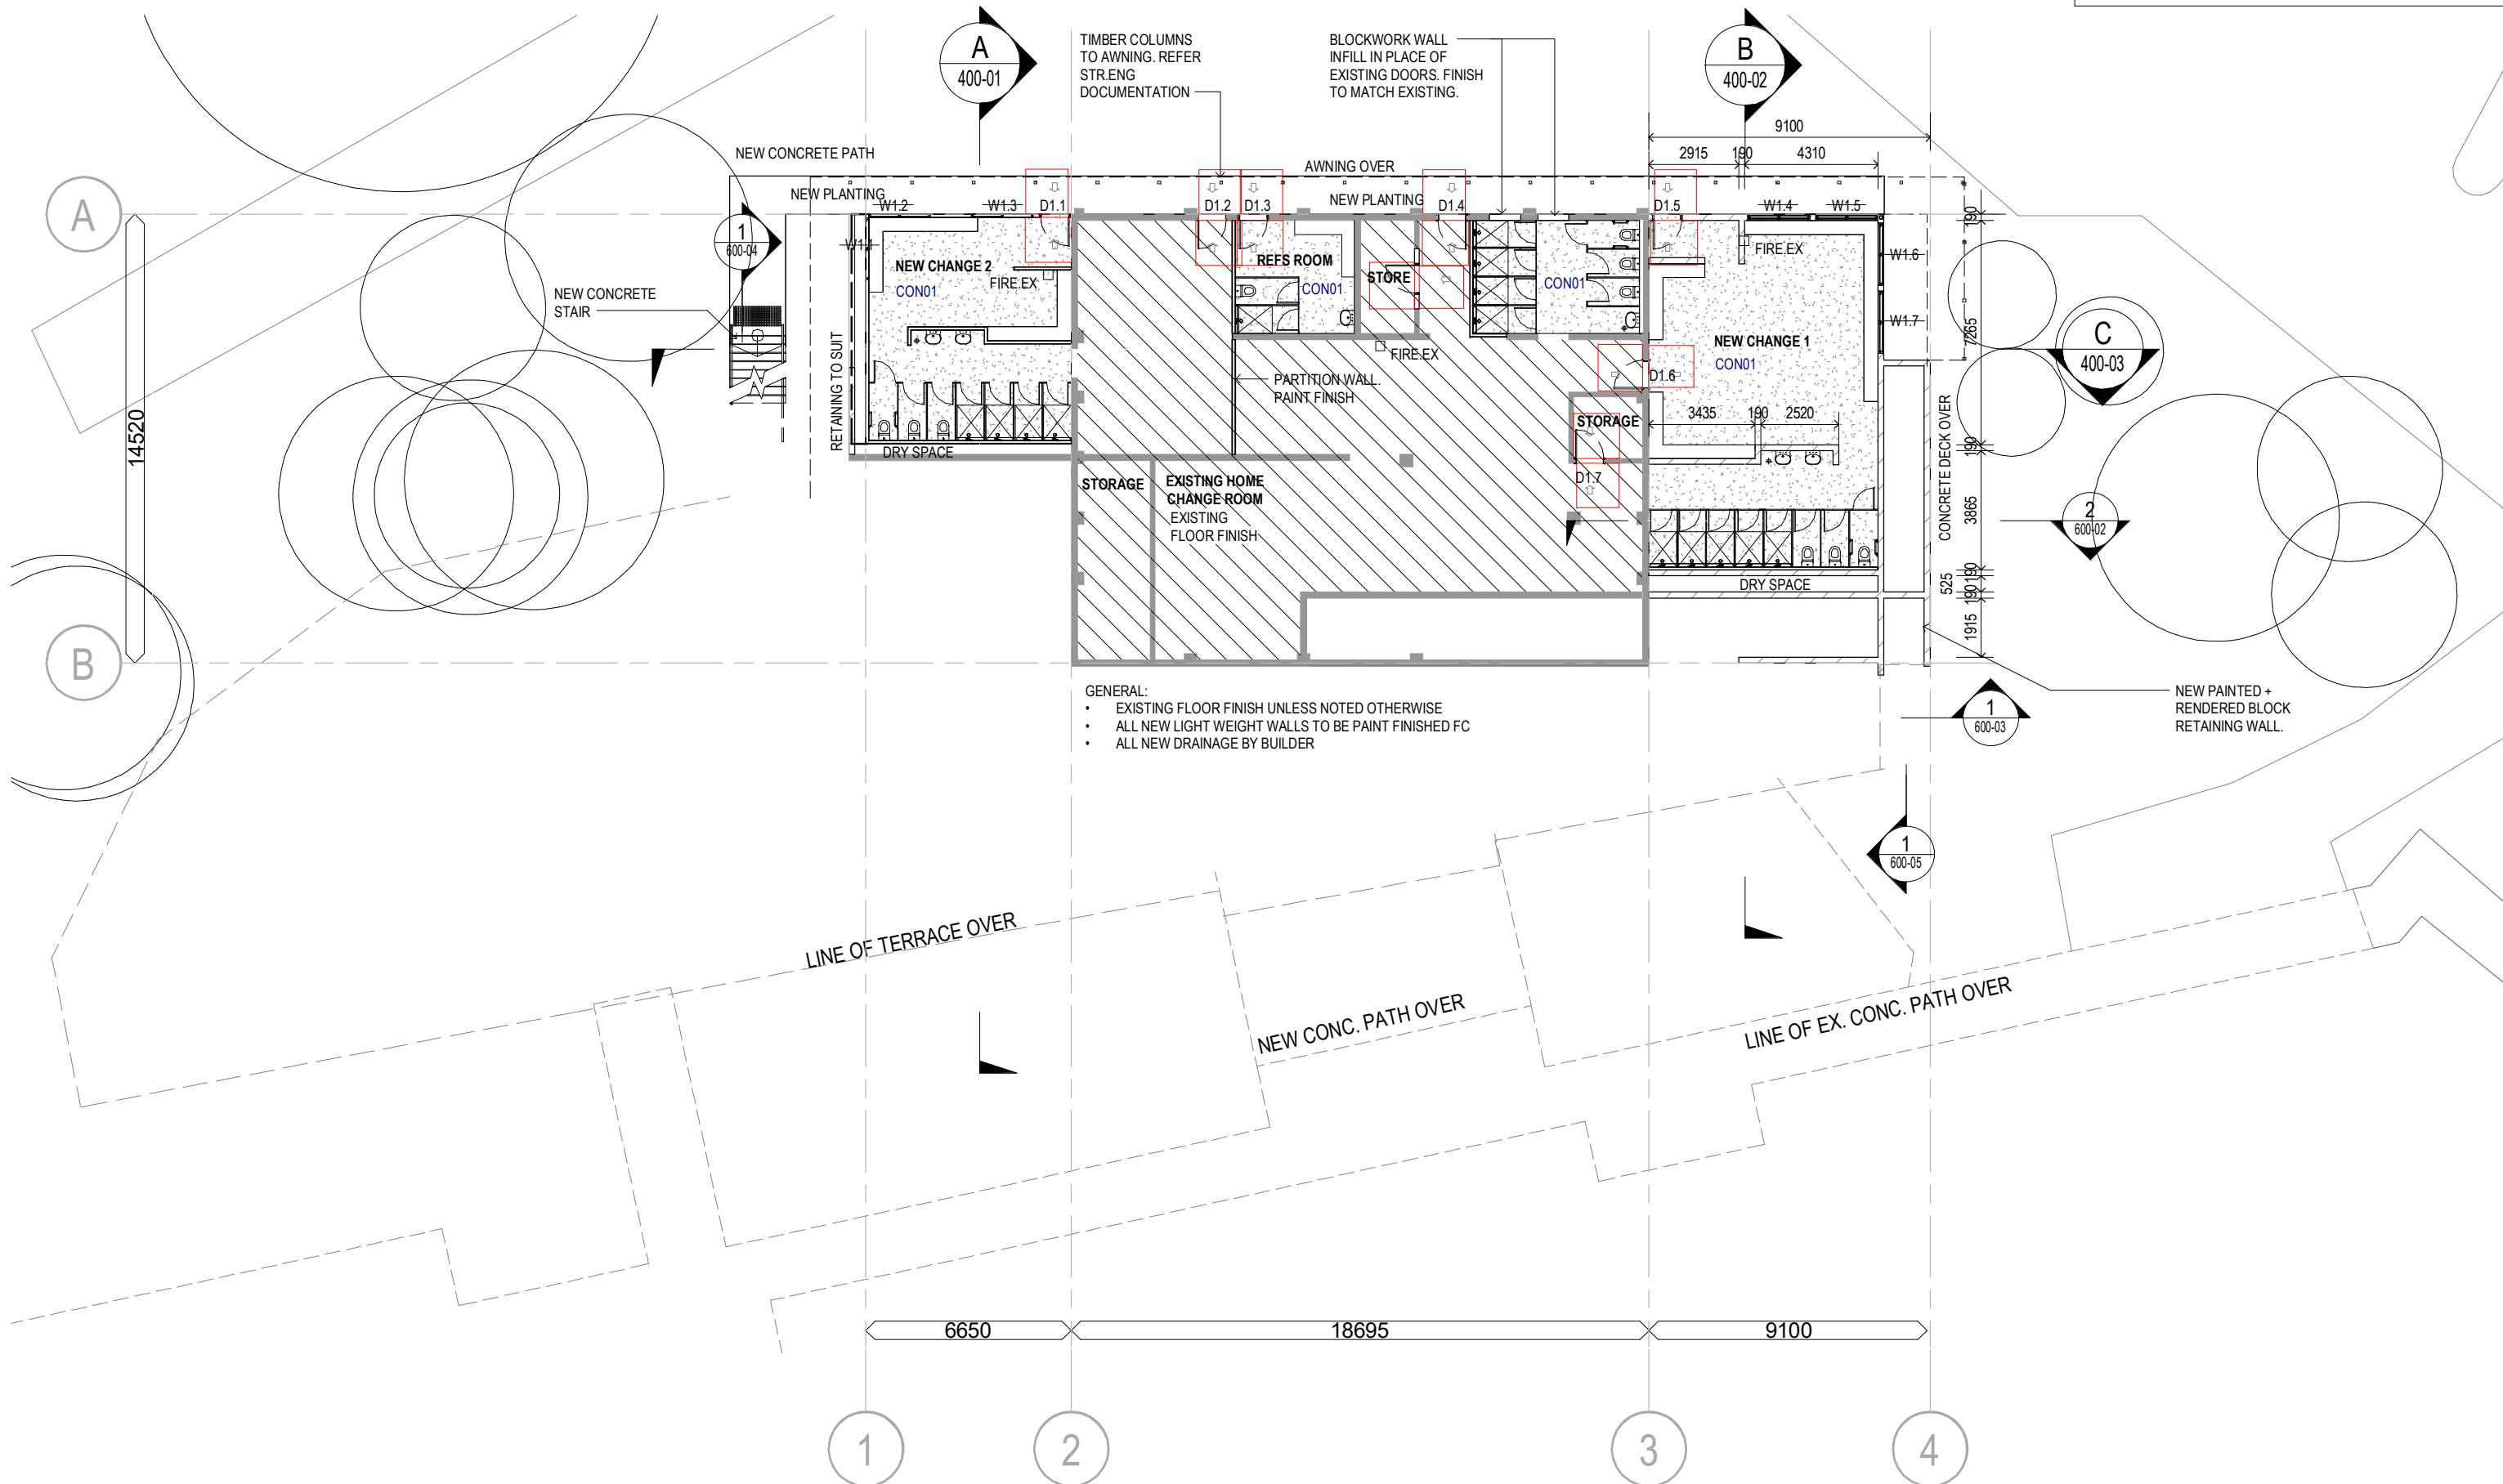 A
400-01
TIMBER COLUMNS
TO AWNING. REFER
STR.ENG
DOCUMENTATION
BLOCKWORK WALL
INFILL IN PLACE OF
EXISTING DOORS. FINISH
TO MATCH EXISTING.
B
400-02
9100
2915
190
4310
NEW CONCRETE PATH
AWNING OVER
NEW PLANTING
NEW PLANTING
A
W1.2
W1.3
D1.1
D1.2
D1.3
D1.4
D1.5
W1.4
W1.5
190
1
600-04
W1.1
FIRE.EX
W1.6
NEW CHANGE 2
CON01
FIRE.EX
REFS ROOM
CON01
STORE
CON01
NEW CONCRETE
STAIR
W1.7
7265
C
400-03
RETAINING TO SUIT
FIRE.EX
NEW CHANGE 1
CON01
D1.6
PARTITION WALL.
PAINT FINISH
14520
STORAGE
3435
190
2520
190
DRY SPACE
CONCRETE DECK OVER
STORAGE
EXISTING HOME
CHANGE ROOM
EXISTING
FLOOR FINISH
D1.7
3865
2
600-02
DRY SPACE
190
525
190
1915
B
GENERAL:
• EXISTING FLOOR FINISH UNLESS NOTED OTHERWISE
• ALL NEW LIGHT WEIGHT WALLS TO BE PAINT FINISHED FC
• ALL NEW DRAINAGE BY BUILDER
1
600-03
NEW PAINTED +
RENDERED BLOCK
RETAINING WALL.
1
600-05
LINE OF TERRACE OVER
NEW CONC. PATH OVER
LINE OF EX. CONC. PATH OVER
6650
18695
9100
1
2
3
4